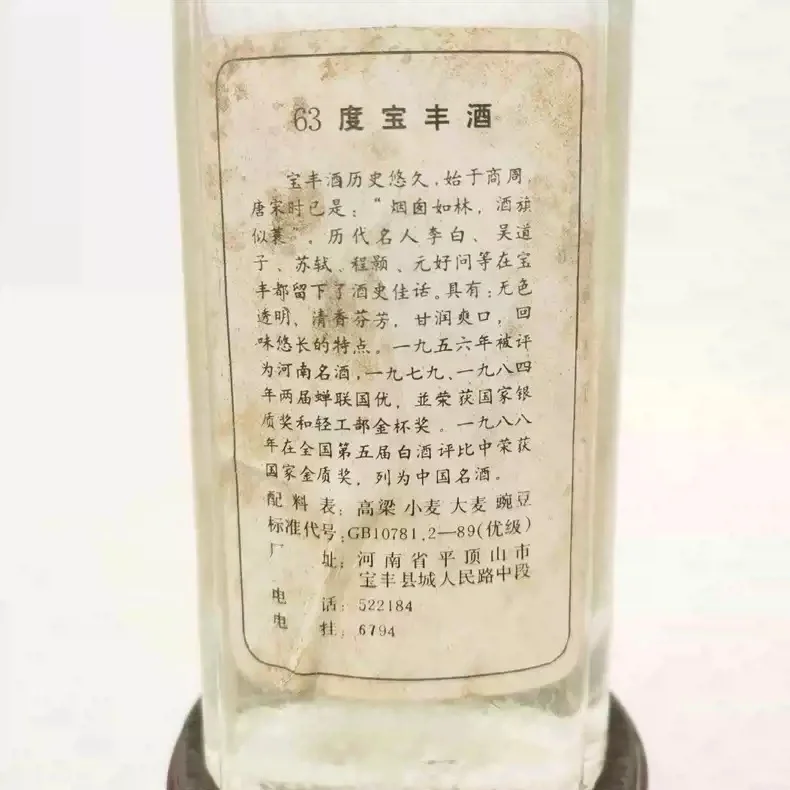 63 度宝丰酒
宝丰酒历史悠久，始于商周，
唐宋时已是：“烟囱如林，酒旗
似蓑”，历代名人李白、吴道
子、苏轼、程颢、元好问等在宝
丰都留下了酒史佳话。具有：无色
透明、清香芬芳，甘润爽口，回
味悠长的特点。一九五六年被评
为河南名酒，一九七九、一九八四
年两届蝉联国优，並荣获国家银
质奖和轻工部金杯奖。一九八八
年在全国第五届白酒评比中荣获
国家金质奖，列为中国名酒。
配料表：高粱 小麦 大麦 豌豆
标准代号：GB10781.2—89(优级)
厂 址：河南省平顶山市
宝丰县城人民路中段
电 话：522184
电 挂：6794